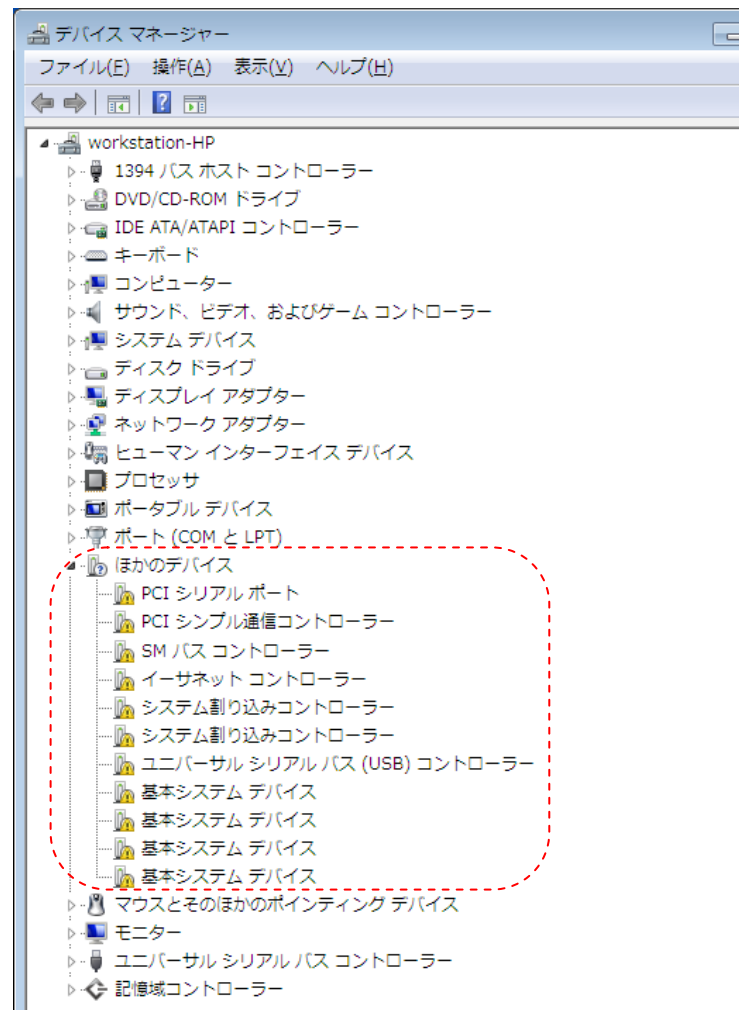 デバイス マネージャー
ファイル(F) 操作(A) 表示(V) ヘルプ(H)
workstation-HP
1394 バス ホスト コントローラー
DVD/CD-ROM ドライブ
IDE ATA/ATAPI コントローラー
キーボード
コンピューター
サウンド、ビデオ、およびゲーム コントローラー
システム デバイス
ディスク ドライブ
ディスプレイ アダプター
ネットワーク アダプター
ヒューマン インターフェイス デバイス
プロセッサ
ポータブル デバイス
ポート (COM と LPT)
ほかのデバイス
PCI シリアル ポート
PCI シンプル通信コントローラー
SM バス コントローラー
イーサネット コントローラー
システム割り込みコントローラー
システム割り込みコントローラー
ユニバーサル シリアル バス (USB) コントローラー
基本システム デバイス
基本システム デバイス
基本システム デバイス
基本システム デバイス
マウスとそのほかのポインティング デバイス
モニター
ユニバーサル シリアル バス コントローラー
記憶域コントローラー